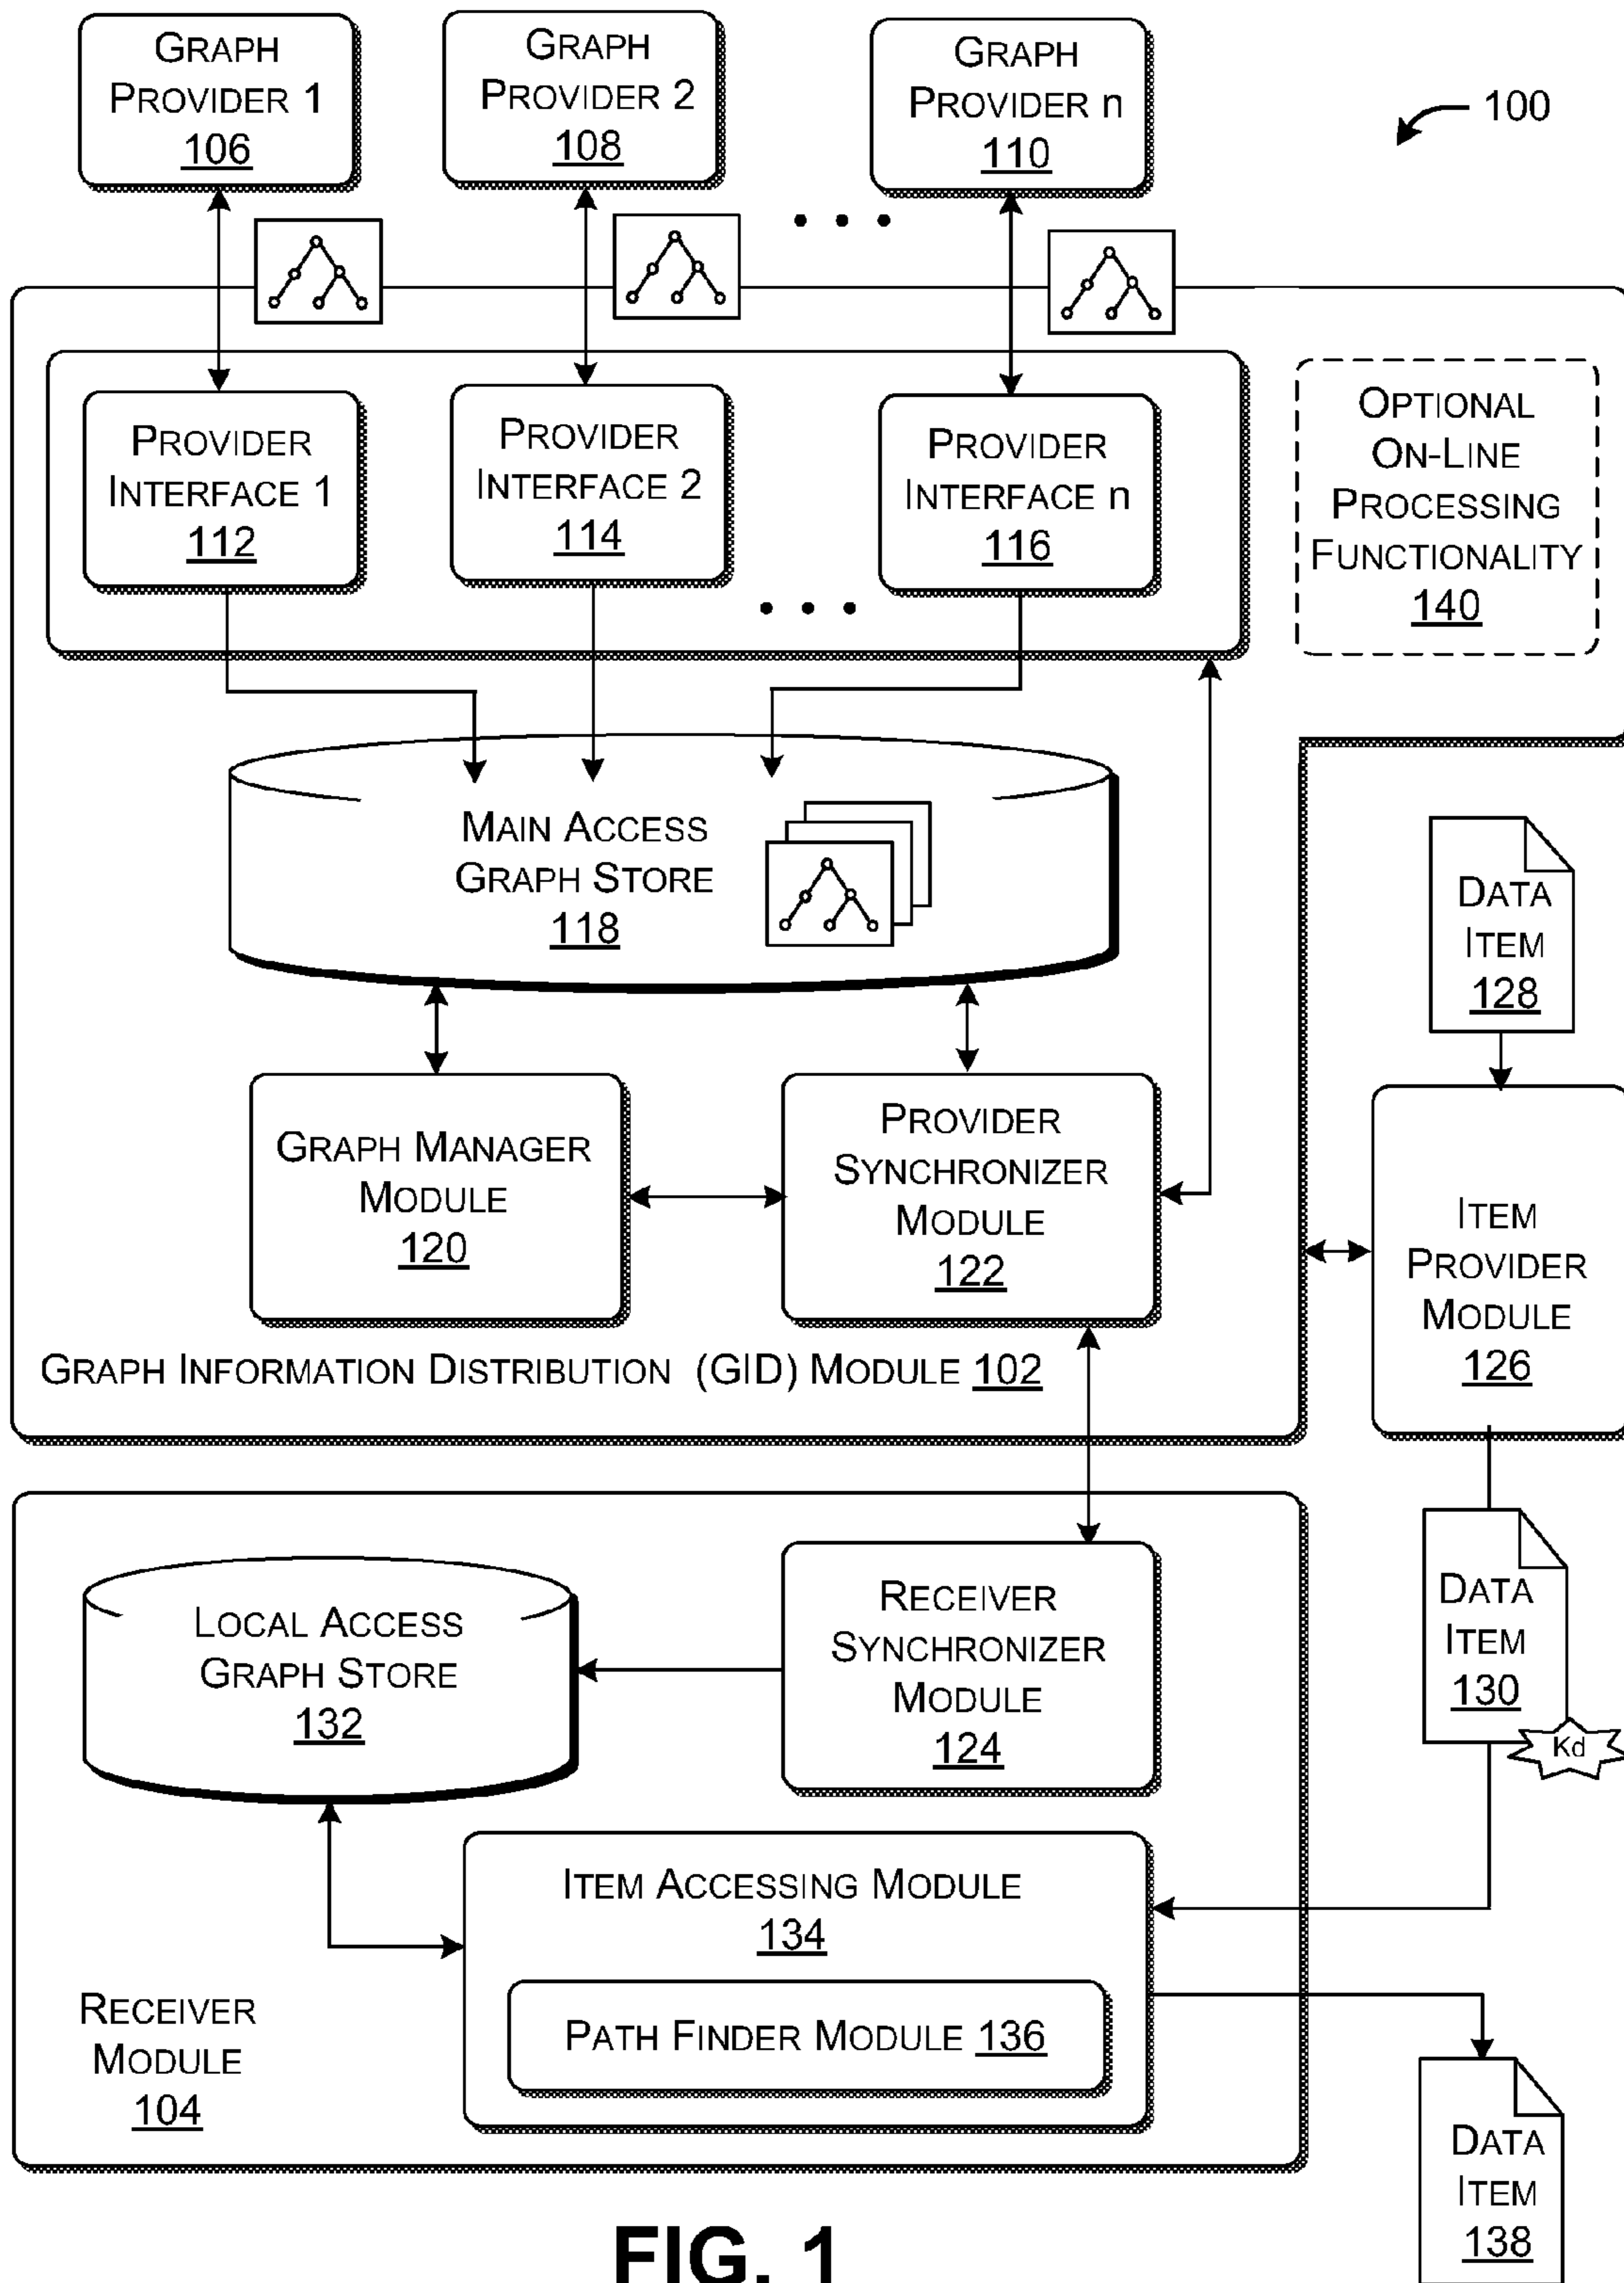 GRAPH
PROVIDER 1
106
GRAPH
PROVIDER 2
108
GRAPH
PROVIDER n
110
100
PROVIDER
INTERFACE 1
112
PROVIDER
INTERFACE 2
114
PROVIDER
INTERFACE n
116
OPTIONAL
ON-LINE
PROCESSING
FUNCTIONALITY
140
MAIN ACCESS
GRAPH STORE
118
DATA
ITEM
128
GRAPH MANAGER
MODULE
120
PROVIDER
SYNCHRONIZER
MODULE
122
ITEM
PROVIDER
MODULE
126
GRAPH INFORMATION DISTRIBUTION (GID) MODULE 102
LOCAL ACCESS
GRAPH STORE
132
RECEIVER
SYNCHRONIZER
MODULE
124
DATA
ITEM
130
Kd
ITEM ACCESSING MODULE
134
PATH FINDER MODULE 136
RECEIVER
MODULE
104
DATA
ITEM
138
FIG. 1